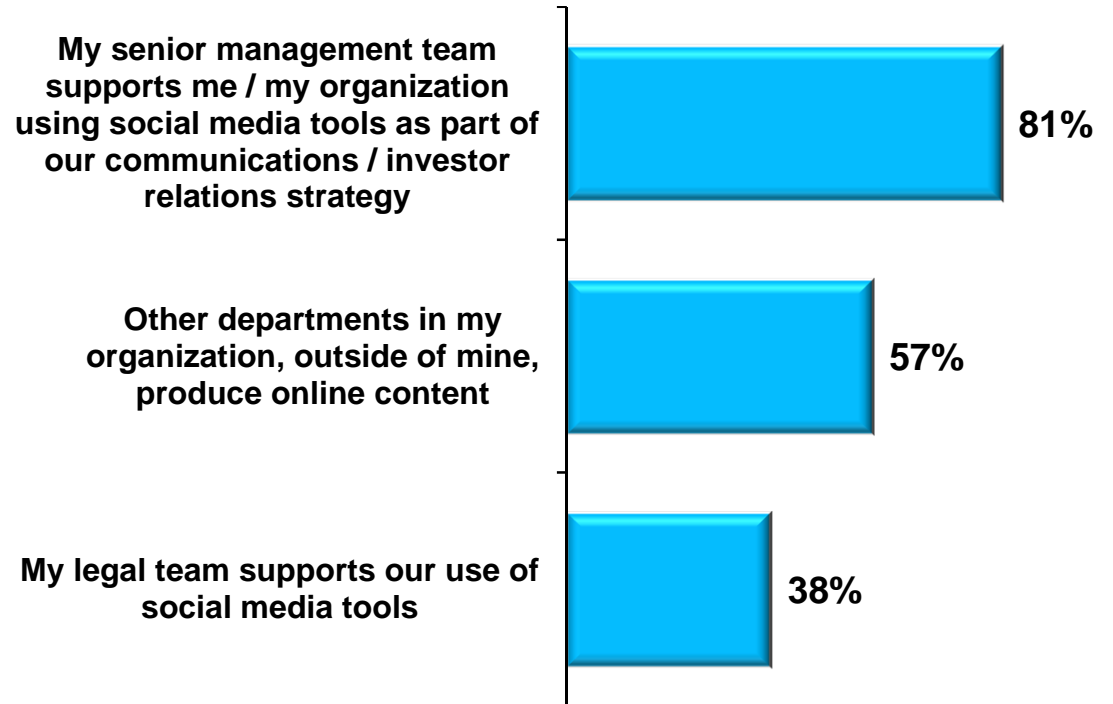 My senior management team
supports me / my organization
using social media tools as part of
our communications / investor
relations strategy
81%
Other departments in my
organization, outside of mine,
produce online content
57%
My legal team supports our use of
social media tools
38%